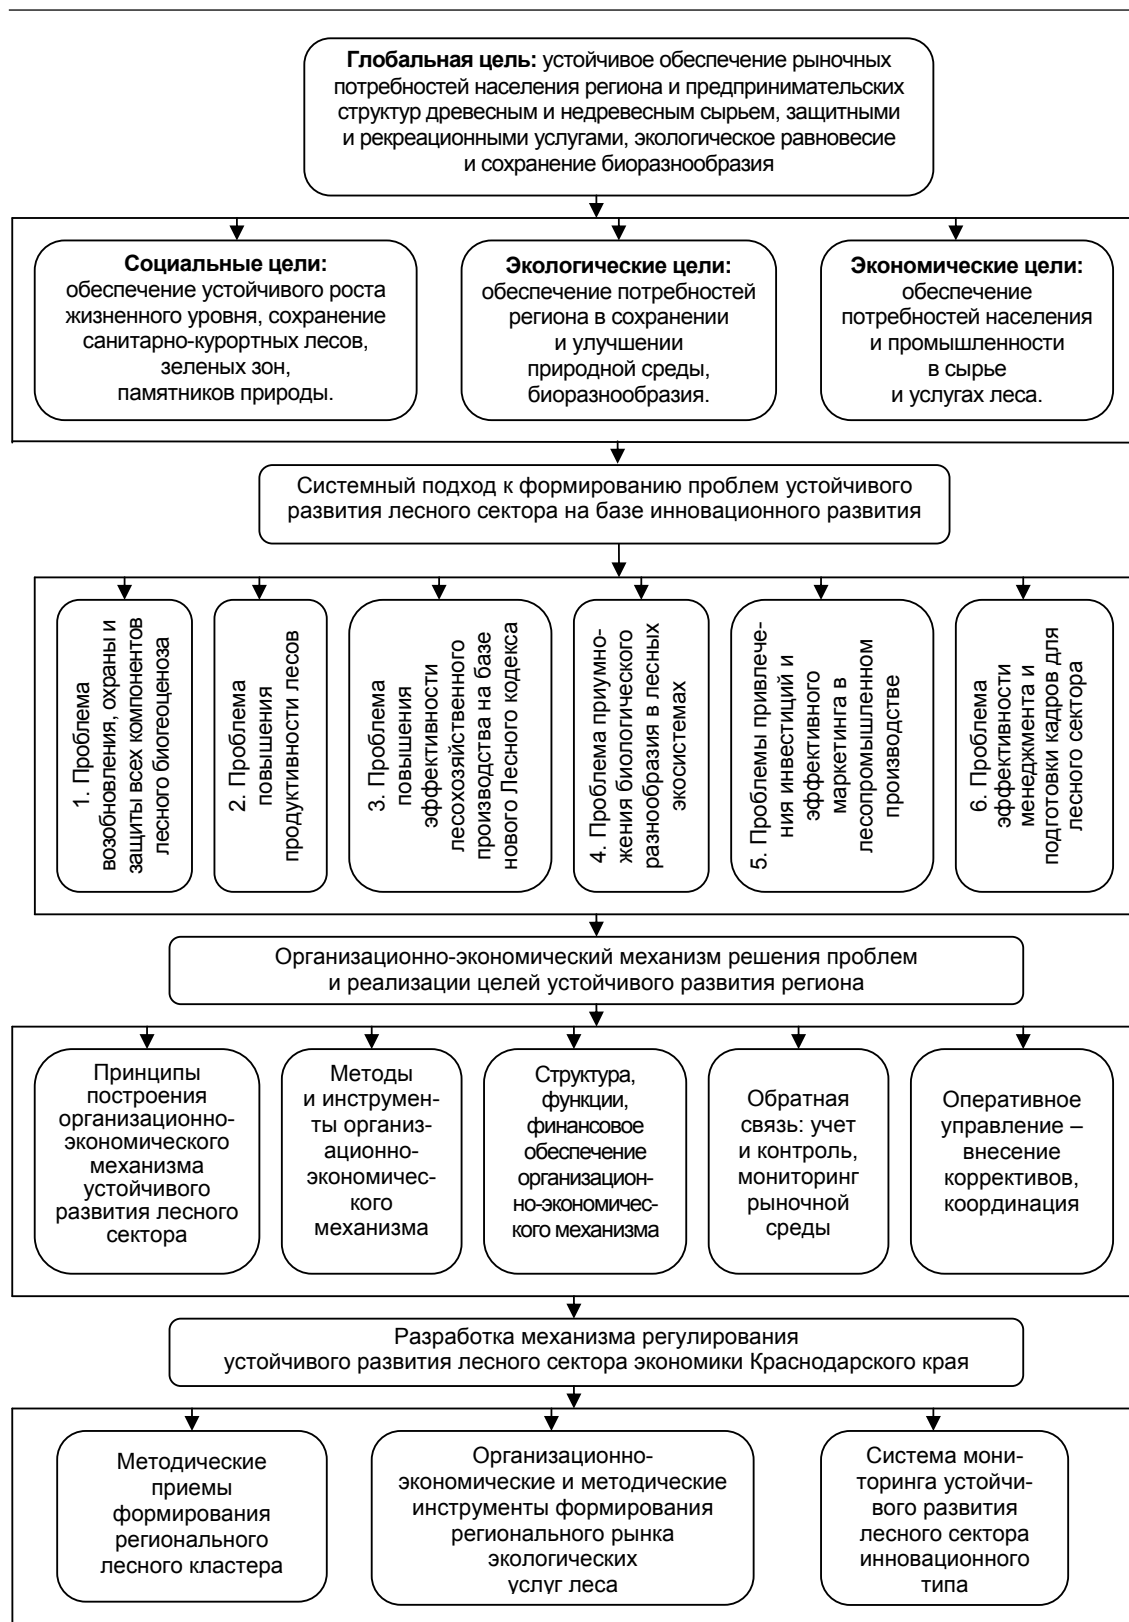 Глобальная цель: устойчивое обеспечение рыночных
потребностей населения региона и предпринимательских
структур древесным и недревесным сырьем, защитными
и рекреационными услугами, экологическое равновесие
и сохранение биоразнообразия
Социальные цели:
обеспечение устойчивого роста
жизненного уровня, сохранение
санитарно-курортных лесов,
зеленых зон,
памятников природы.
Экологические цели:
обеспечение потребностей
региона в сохранении
и улучшении
природной среды,
биоразнообразия.
Экономические цели:
обеспечение
потребностей населения
и промышленности
в сырье
и услугах леса.
Системный подход к формированию проблем устойчивого
развития лесного сектора на базе инновационного развития
1. Проблема
возобновления, охраны и
защиты всех компонентов
лесного биогеоценоза
2. Проблема
повышения
продуктивности лесов
3. Проблема
повышения
эффективности
лесохозяйственного
производства на базе
нового Лесного кодекса
4. Проблема приумно-
жения биологического
разнообразия в лесных
экосистемах
5. Проблемы привлече-
ния инвестиций и
эффективного
маркетинга в
лесопромышленном
производстве
6. Проблема
эффективности
менеджмента и
подготовки кадров для
лесного сектора
Организационно-экономический механизм решения проблем
и реализации целей устойчивого развития региона
Принципы
построения
организационно-
экономического
механизма
устойчивого
развития лесного
сектора
Методы
и инструмен-
ты организ-
ационно-
экономичес-
кого
механизма
Структура,
функции,
финансовое
обеспечение
организацион-
но-экономичес-
кого механизма
Обратная
связь: учет
и контроль,
мониторинг
рыночной
среды
Оперативное
управление –
внесение
коррективов,
координация
Разработка механизма регулирования
устойчивого развития лесного сектора экономики Краснодарского края
Методические
приемы
формирования
регионального
лесного кластера
Организационно-
экономические и методические
инструменты формирования
регионального рынка
экологических
услуг леса
Система мони-
торинга устойчи-
вого развития
лесного сектора
инновационного
типа